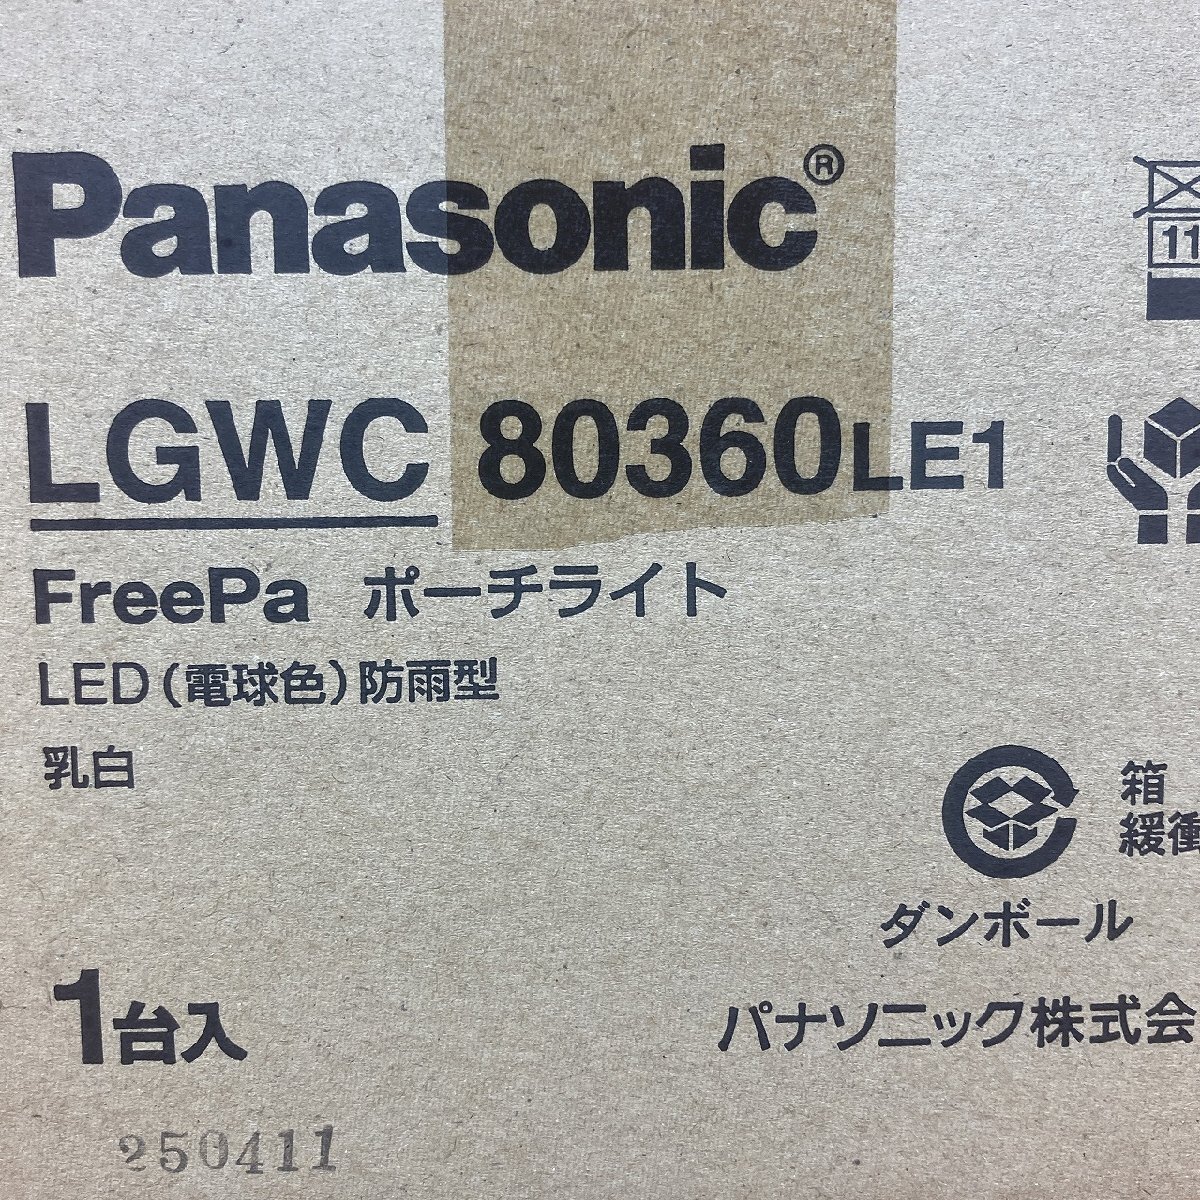 Panasonic®
11
LGWC 80360LE1
FreePa ポーチライト
LED(電球色)防雨型
乳白
箱
緩衝
ダンボール
1台入
パナソニック株式会
250411